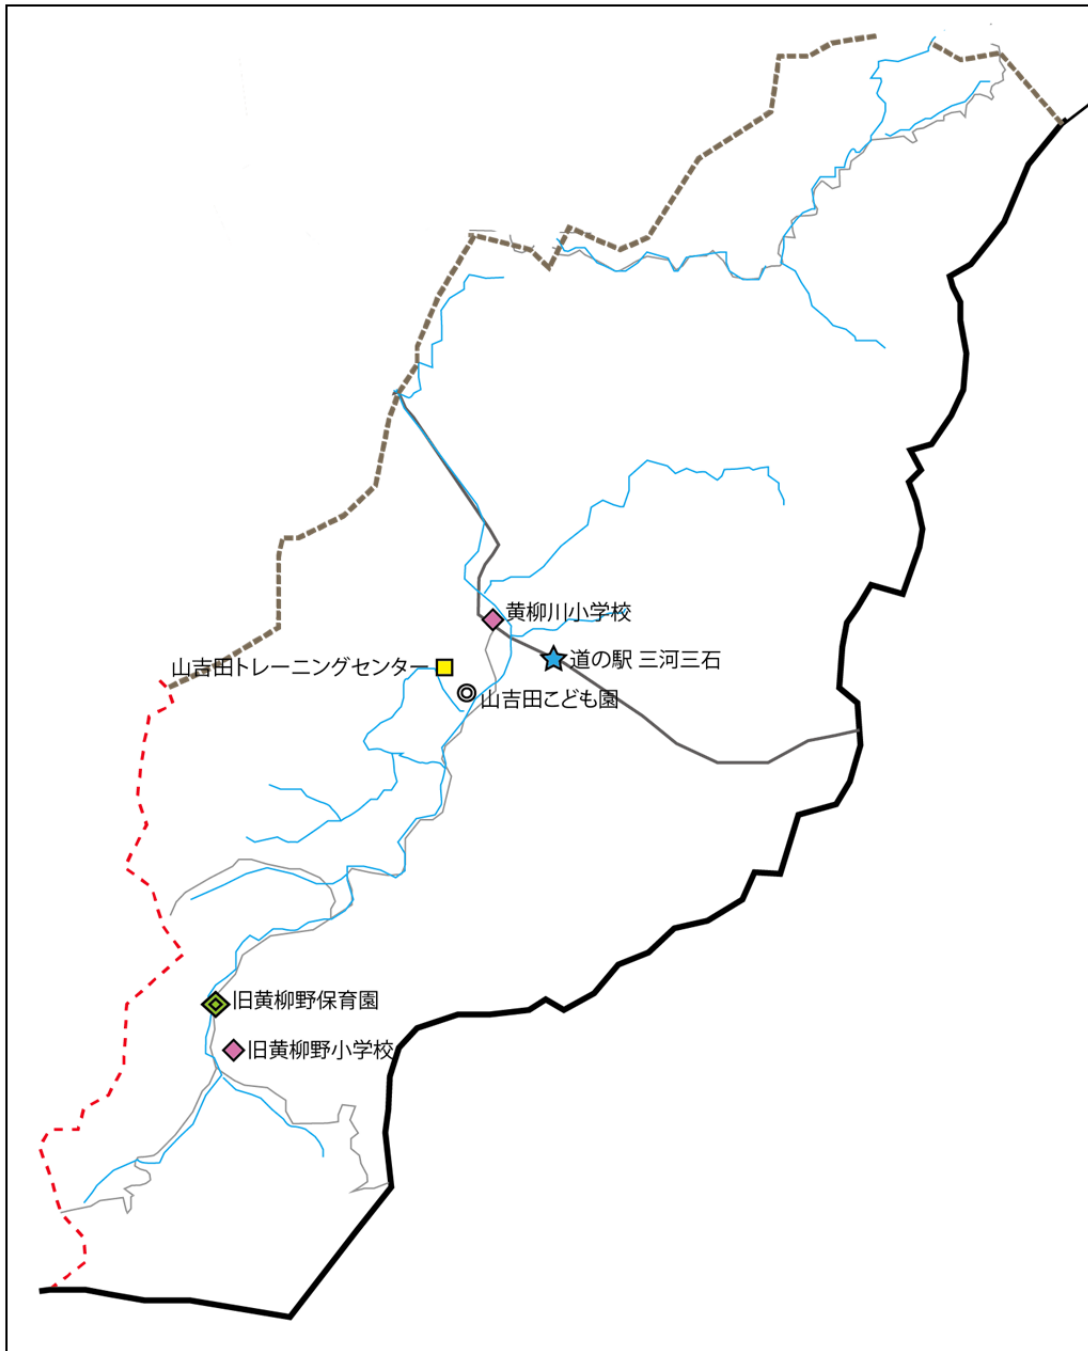 黄柳川小学校
道の駅 三河三石
山吉田トレーニングセンター
山吉田こども園
旧黄柳野保育園
旧黄柳野小学校